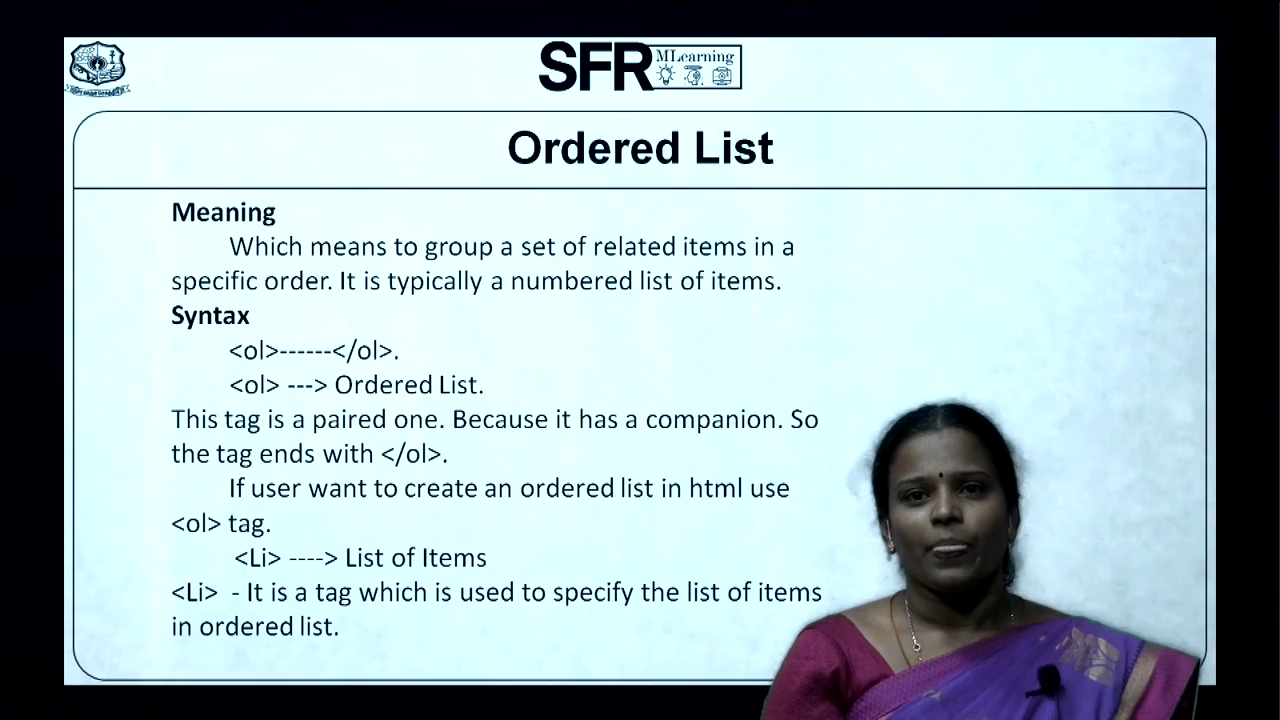 SFR MLearning
Ordered List
Meaning
Which means to group a set of related items in a
specific order. It is typically a numbered list of items.
Syntax
<ol>------</ol>.
<ol> ---> Ordered List.
This tag is a paired one. Because it has a companion. So
the tag ends with </ol>.
If user want to create an ordered list in html use
<ol> tag.
<Li> ----> List of Items
<Li> - It is a tag which is used to specify the list of items
in ordered list.